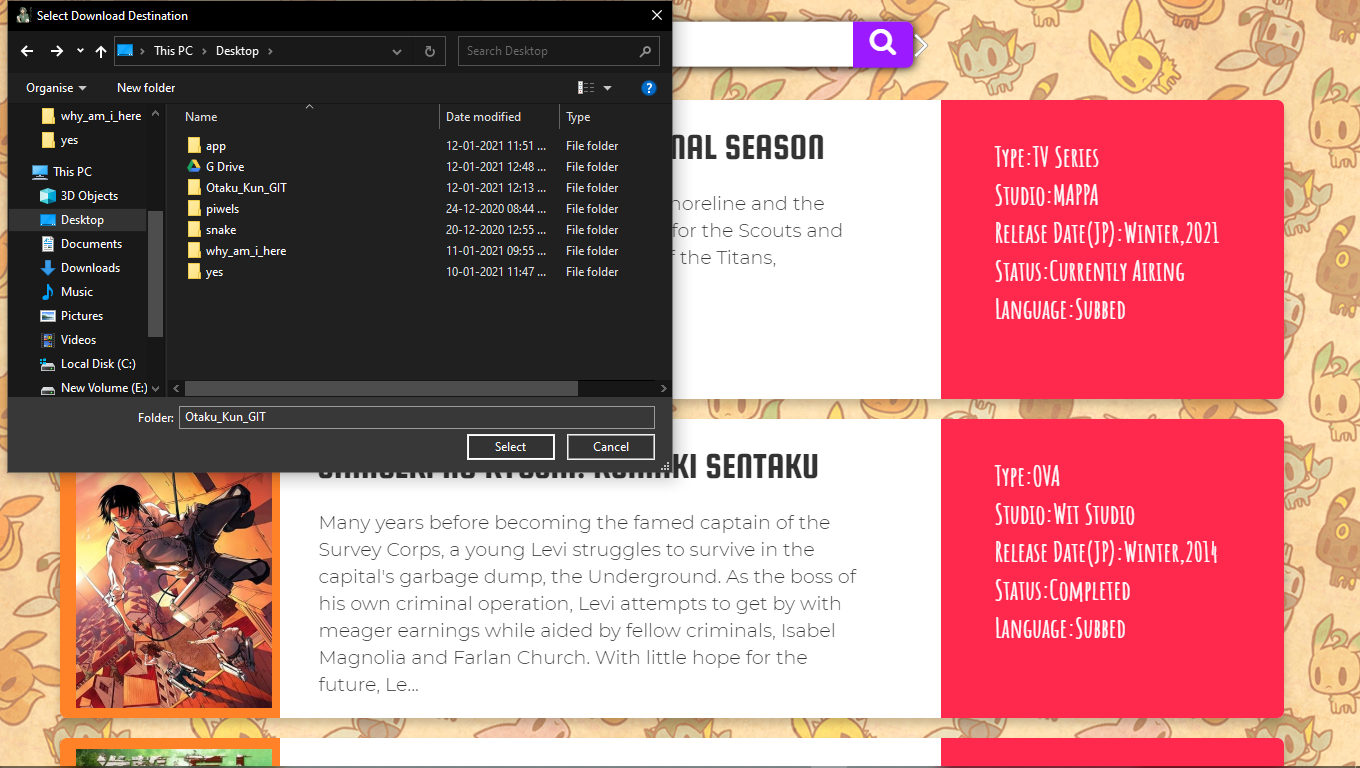 Select Download Destination
This PC
Desktop
Search Desktop
Organise
New folder
?
why_am_i_here
yes
This PC
3D Objects
Desktop
Documents
Downloads
Music
Pictures
Videos
Local Disk (C:)
New Volume (E:)
Name Date modified Type
app 12-01-2021 11:51 ... File folder
G Drive 12-01-2021 12:48 ... File folder
Otaku_Kun_GIT 12-01-2021 12:13 ... File folder
piwels 24-12-2020 08:44 ... File folder
snake 20-12-2020 12:55 ... File folder
why_am_i_here 11-01-2021 09:55 ... File folder
yes 10-01-2021 11:47 ... File folder
Folder: Otaku_Kun_GIT
Select Cancel
NAL SEASON
horeline and the
for the Scouts and
f the Titans,
Type:TV Series
Studio:MAPPA
Release Date(JP):Winter,2021
Status:Currently Airing
Language:Subbed
KI SENTAKU
Many years before becoming the famed captain of the
Survey Corps, a young Levi struggles to survive in the
capital's garbage dump, the Underground. As the boss of
his own criminal operation, Levi attempts to get by with
meager earnings while aided by fellow criminals, Isabel
Magnolia and Farlan Church. With little hope for the
future, Le...
Type:OVA
Studio:Wit Studio
Release Date(JP):Winter,2014
Status:Completed
Language:Subbed